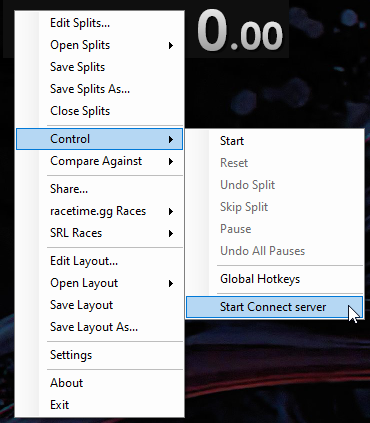 0.00
Edit Splits...
Open Splits
Save Splits
Save Splits As...
Close Splits
Control
Compare Against
Share...
racetime.gg Races
SRL Races
Edit Layout...
Open Layout
Save Layout
Save Layout As...
Settings
About
Exit
Start
Reset
Undo Split
Skip Split
Pause
Undo All Pauses
Global Hotkeys
Start Connect server